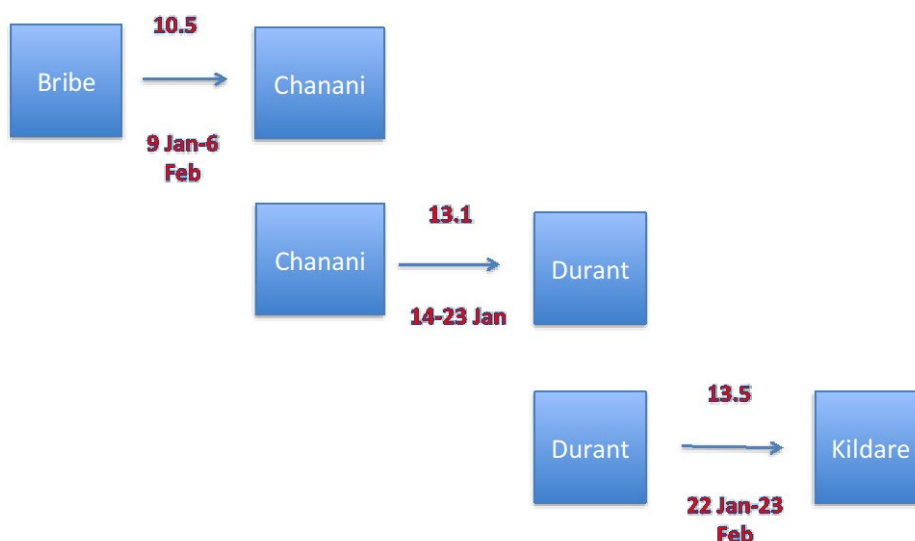 10.5
Bribe
Chanani
9 Jan-6
Feb
13.1
Chanani
Durant
14-23 Jan
13.5
Durant
Kildare
22 Jan-23
Feb